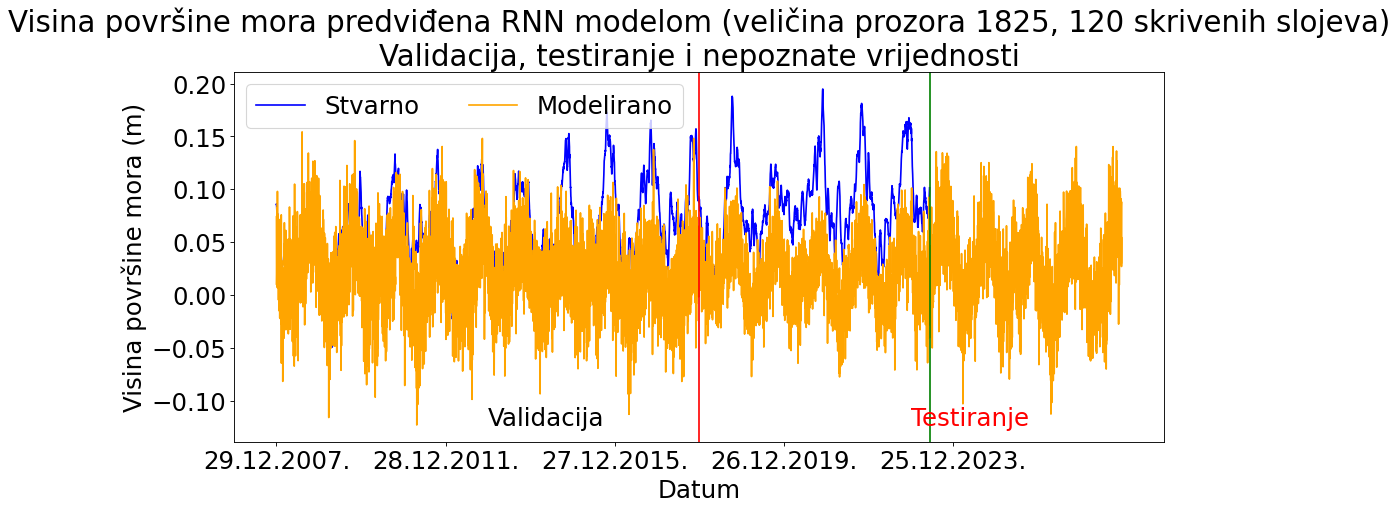 Visina površine mora predviđena RNN modelom (veličina prozora 1825, 120 skrivenih slojeva)
Validacija, testiranje i nepoznate vrijednosti
Stvarno
Modelirano
Visina površine mora (m)
0.20
0.15
0.10
0.05
0.00
−0.05
−0.10
Validacija
Testiranje
29.12.2007.
28.12.2011.
27.12.2015.
26.12.2019.
25.12.2023.
Datum